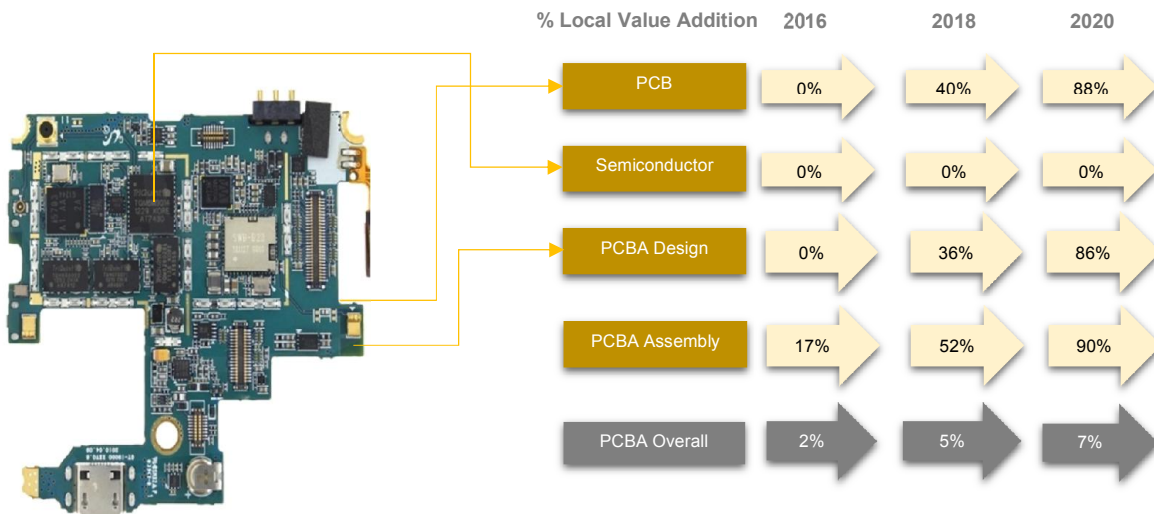 % Local Value Addition 2016 2018 2020
PCB 0% 40% 88%
Semiconductor 0% 0% 0%
PCBA Design 0% 36% 86%
PCBA Assembly 17% 52% 90%
PCBA Overall 2% 5% 7%